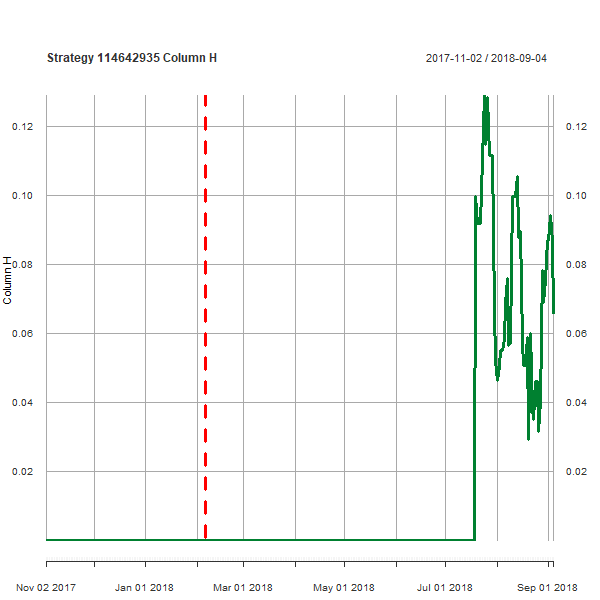 Strategy 114642935 Column H
2017-11-02 / 2018-09-04
0.12
0.12
0.10
0.10
0.08
0.08
Column H
0.06
0.06
0.04
0.04
0.02
0.02
Nov 02 2017
Jan 01 2018
Mar 01 2018
May 01 2018
Jul 01 2018
Sep 01 2018